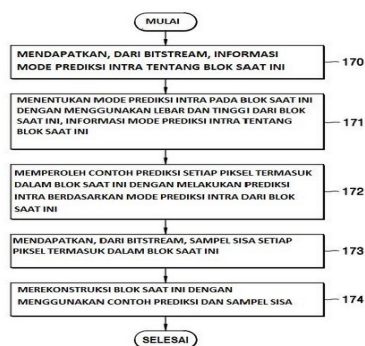 MULAI
MENDAPATKAN, DARI BITSTREAM, INFORMASI
MODE PREDIKSI INTRA TENTANG BLOK SAAT INI
170
MENENTUKAN MODE PREDIKSI INTRA PADA BLOK SAAT INI
DENGAN MENGGUNAKAN LEBAR DAN TINGGI DARI BLOK
SAAT INI, INFORMASI MODE PREDIKSI INTRA TENTANG
BLOK SAAT INI
171
MEMPEROLEH CONTOH PREDIKSI SETIAP PIKSEL TERMASUK
DALAM BLOK SAAT INI DENGAN MELAKUKAN PREDIKSI
INTRA BERDASARKAN MODE PREDIKSI INTRA DARI BLOK
SAAT INI
172
MENDAPATKAN, DARI BITSTREAM, SAMPEL SISA SETIAP
PIKSEL TERMASUK DALAM BLOK SAAT INI
173
MEREKONSTRUKSI BLOK SAAT INI DENGAN
MENGGUNAKAN CONTOH PREDIKSI DAN SAMPEL SISA
174
SELESAI